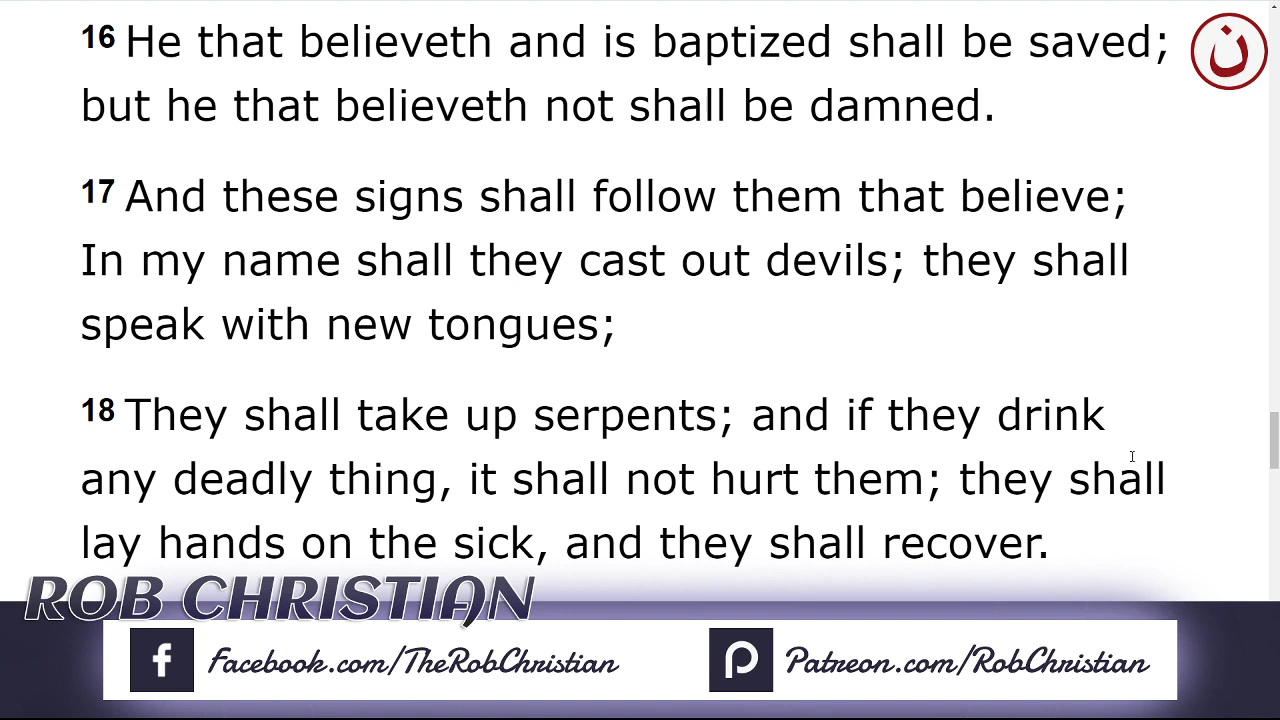 16 He that believeth and is baptized shall be saved;
but he that believeth not shall be damned.
17 And these signs shall follow them that believe;
In my name shall they cast out devils; they shall
speak with new tongues;
18 They shall take up serpents; and if they drink
any deadly thing, it shall not hurt them; they shall
lay hands on the sick, and they shall recover.
ن
ROB CHRISTIAN
f Facebook.com/TheRobChristian
Patreon.com/RobChristian